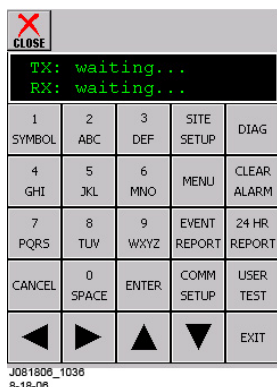 CLOSE
TX: waiting...
RX: waiting...
1 2 3 SITE
SYMBOL ABC DEF SETUP DIAG
4 5 6 MENU CLEAR
GHI JKL MNO ALARM
7 8 9 EVENT 24 HR
PQRS TUV WXYZ REPORT REPORT
CANCEL 0 ENTER COMM USER
SPACE SETUP TEST
EXIT
J081806_1036
8-18-06